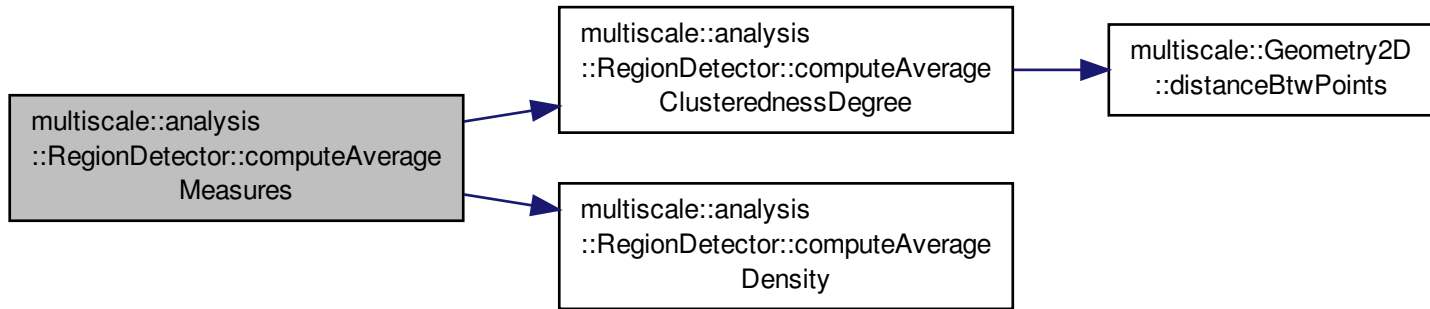 multiscale::analysis
::RegionDetector::computeAverage
Measures
multiscale::analysis
::RegionDetector::computeAverage
ClusterednessDegree
multiscale::Geometry2D
::distanceBtwPoints
multiscale::analysis
::RegionDetector::computeAverage
Density